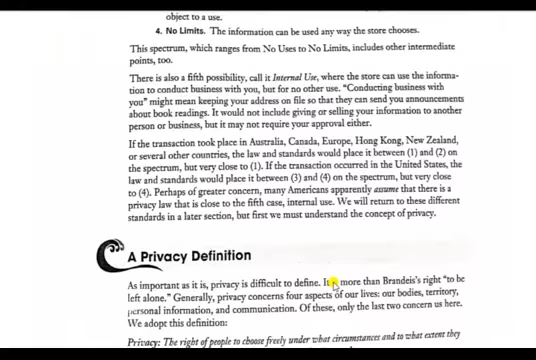 object to a use.
4. No Limits. The information can be used any way the store chooses.
This spectrum, which ranges from No Uses to No Limits, includes other intermediate
points, too.
There is also a fifth possibility, call it Internal Use, where the store can use the informa-
tion to conduct business with you, but for no other use. “Conducting business with
you” might mean keeping your address on file so that they can send you announcements
about book readings. It would not include giving or selling your information to another
person or business, but it may not require your approval either.
If the transaction took place in Australia, Canada, Europe, Hong Kong, New Zealand,
or several other countries, the law and standards would place it between (1) and (2) on
the spectrum, but very close to (1). If the transaction occurred in the United States, the
law and standards would place it between (3) and (4) on the spectrum, but very close
to (4). Perhaps of greater concern, many Americans apparently assume that there is a
privacy law that is close to the fifth case, internal use. We will return to these different
standards in a later section, but first we must understand the concept of privacy.
A Privacy Definition
As important as it is, privacy is difficult to define. It more than Brandeis's right “to be
left alone.” Generally, privacy concerns four aspects of our lives: our bodies, territory,
personal information, and communication. Of these, only the last two concern us here.
We adopt this definition:
Privacy: The right of people to choose freely under what circumstances and to what extent they